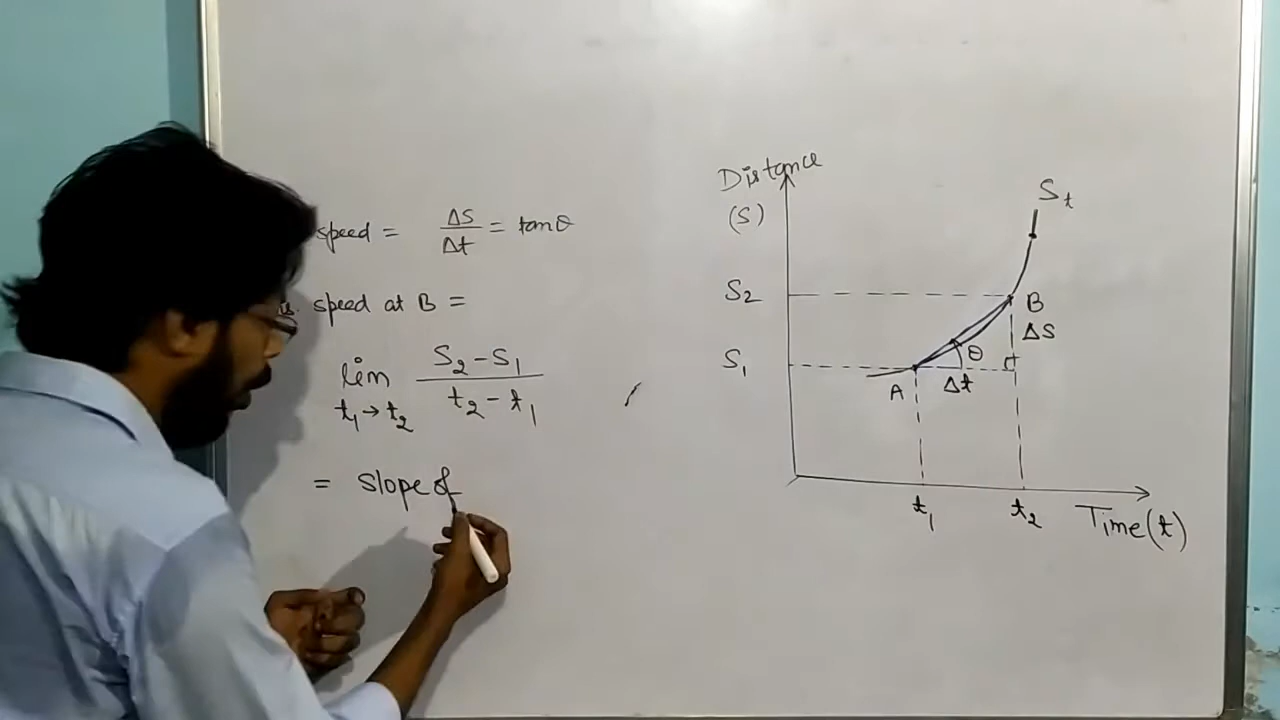 speed = ΔS/Δt = tanθ
speed at B =
lim t₁→t₂ (S₂-S₁)/(t₂-t₁)
= Slope of
Distance
(S)
Sₜ
S₂
B
ΔS
S₁
θ
A
Δt
t₁
t₂
Time(t)